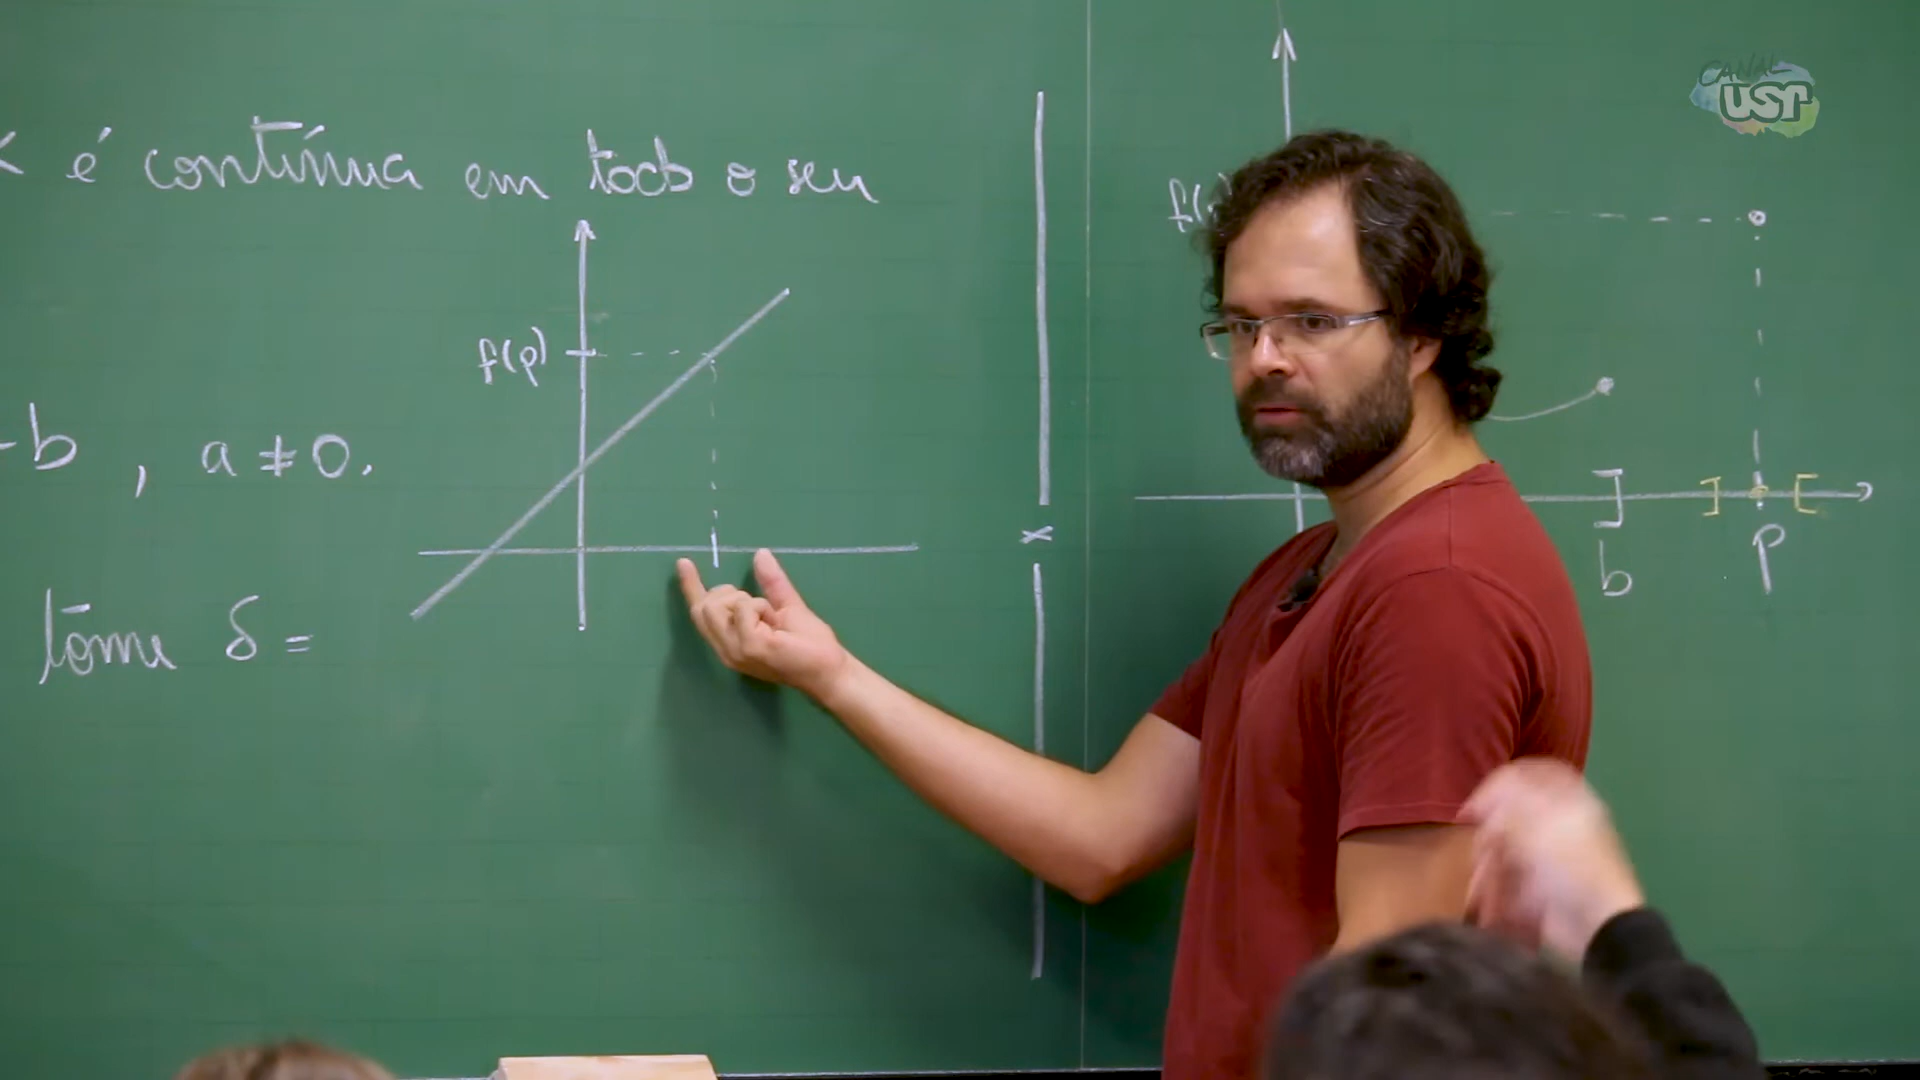 é contínua em todo o seu
f(p)
b , a ≠ 0.
tome δ =
x
f(
] ] [
b p
CANAL
USP